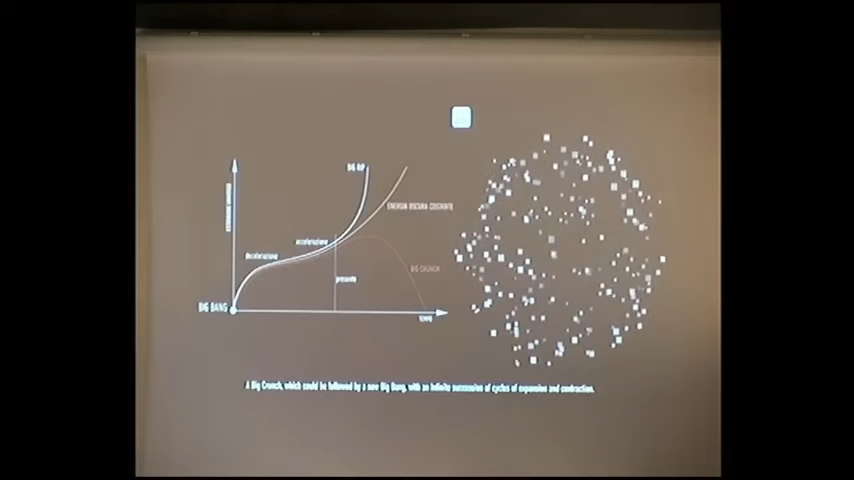 BIG RIP
ENERGIA OSCURA COSTANTE
accelerazione
decelerazione
BIG CRUNCH
presente
BIG BANG
TEMPO
A Big Crunch, which could be followed by a new Big Bang, with an infinite succession of cycles of expansion and contraction.